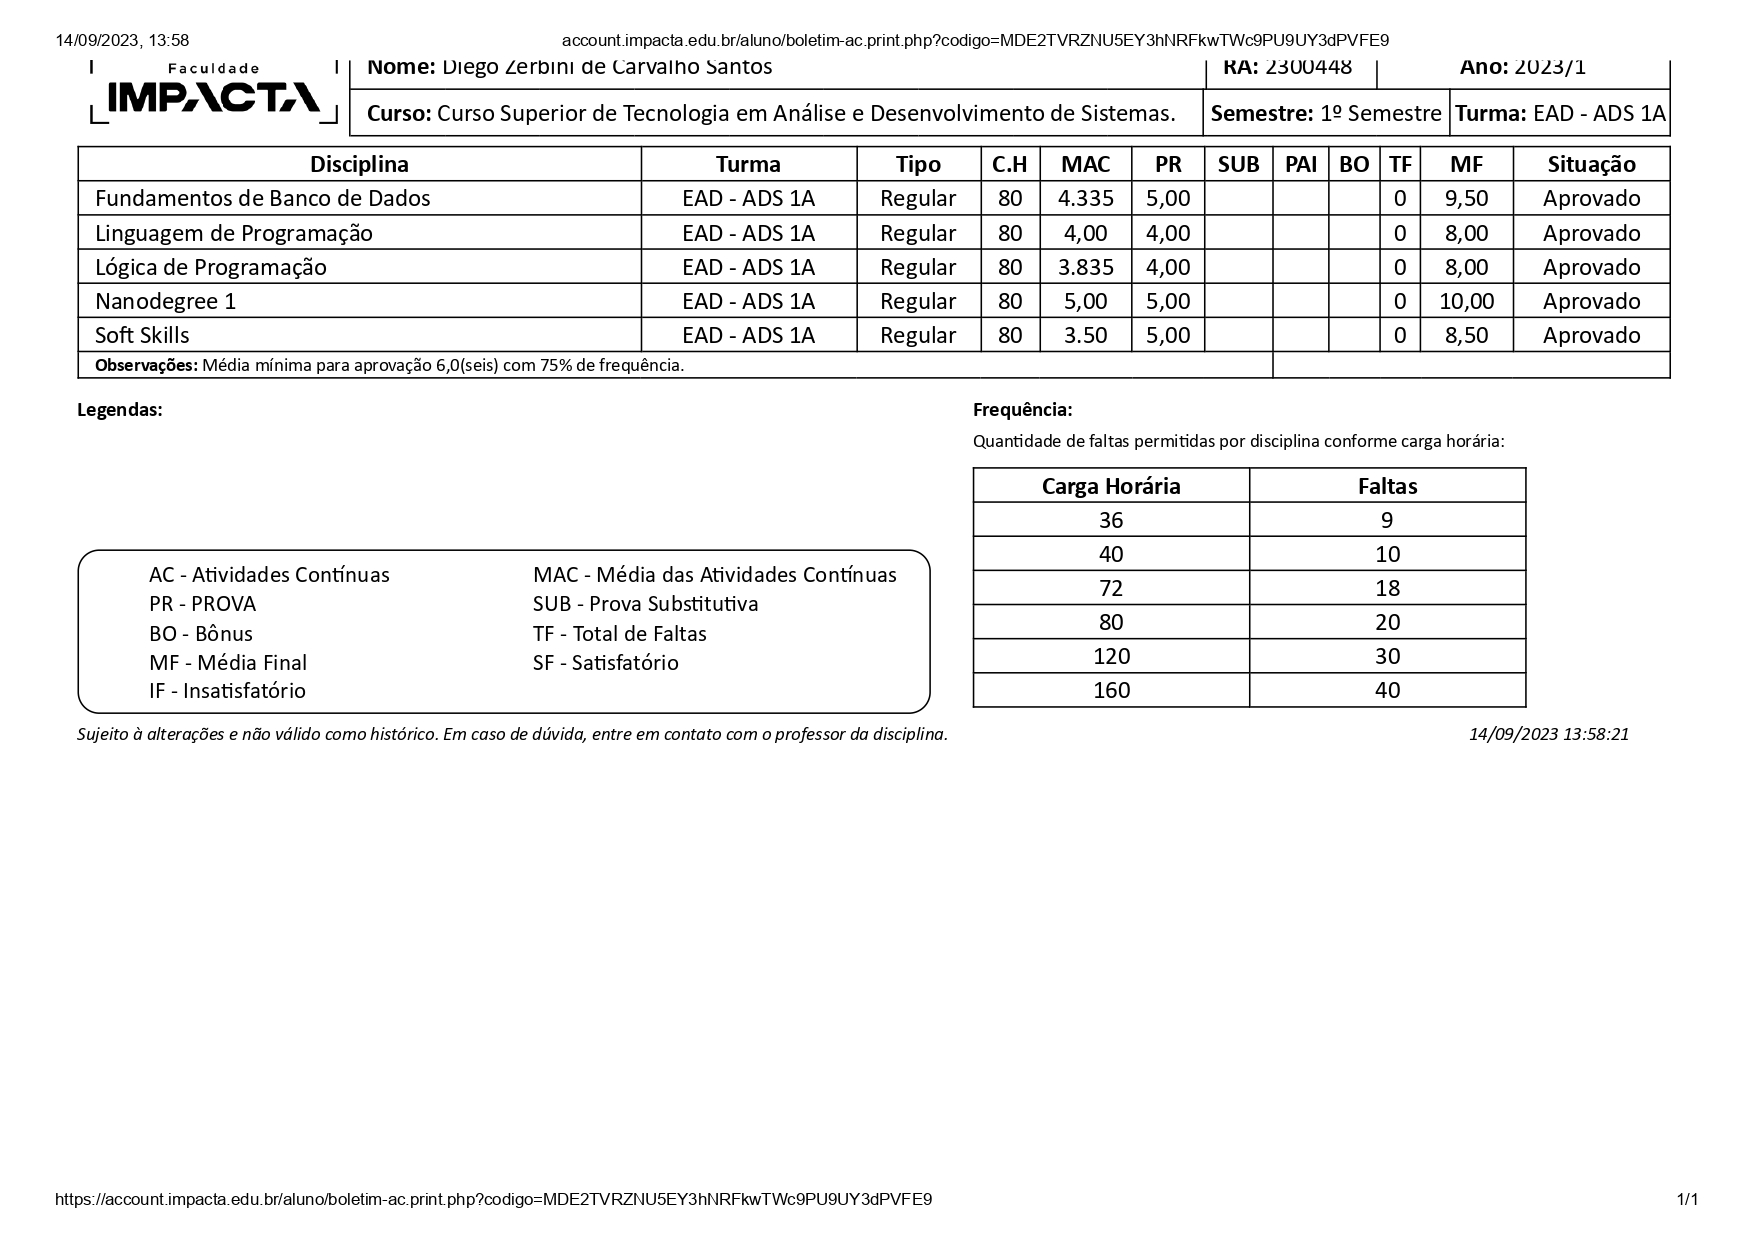 14/09/2023, 13:58 account.impacta.edu.br/aluno/boletim-ac.print.php?codigo=MDE2TVRZNU5EY3hNRFkwTWc9PU9UY3dPVFE9
Faculdade
IMPACTA
Nome: Diego Zerbini de Carvalho Santos RA: 2300448 Ano: 2023/1
Curso: Curso Superior de Tecnologia em Análise e Desenvolvimento de Sistemas. Semestre: 1º Semestre Turma: EAD - ADS 1A
Disciplina Turma Tipo C.H MAC PR SUB PAI BO TF MF Situação
Fundamentos de Banco de Dados EAD - ADS 1A Regular 80 4.335 5,00 0 9,50 Aprovado
Linguagem de Programação EAD - ADS 1A Regular 80 4,00 4,00 0 8,00 Aprovado
Lógica de Programação EAD - ADS 1A Regular 80 3.835 4,00 0 8,00 Aprovado
Nanodegree 1 EAD - ADS 1A Regular 80 5,00 5,00 0 10,00 Aprovado
Soft Skills EAD - ADS 1A Regular 80 3.50 5,00 0 8,50 Aprovado
Observações: Média mínima para aprovação 6,0(seis) com 75% de frequência.
Legendas:
AC - Atividades Contínuas MAC - Média das Atividades Contínuas
PR - PROVA SUB - Prova Substitutiva
BO - Bônus TF - Total de Faltas
MF - Média Final SF - Satisfatório
IF - Insatisfatório
Frequência:
Quantidade de faltas permitidas por disciplina conforme carga horária:
Carga Horária Faltas
36 9
40 10
72 18
80 20
120 30
160 40
Sujeito à alterações e não válido como histórico. Em caso de dúvida, entre em contato com o professor da disciplina. 14/09/2023 13:58:21
https://account.impacta.edu.br/aluno/boletim-ac.print.php?codigo=MDE2TVRZNU5EY3hNRFkwTWc9PU9UY3dPVFE9 1/1